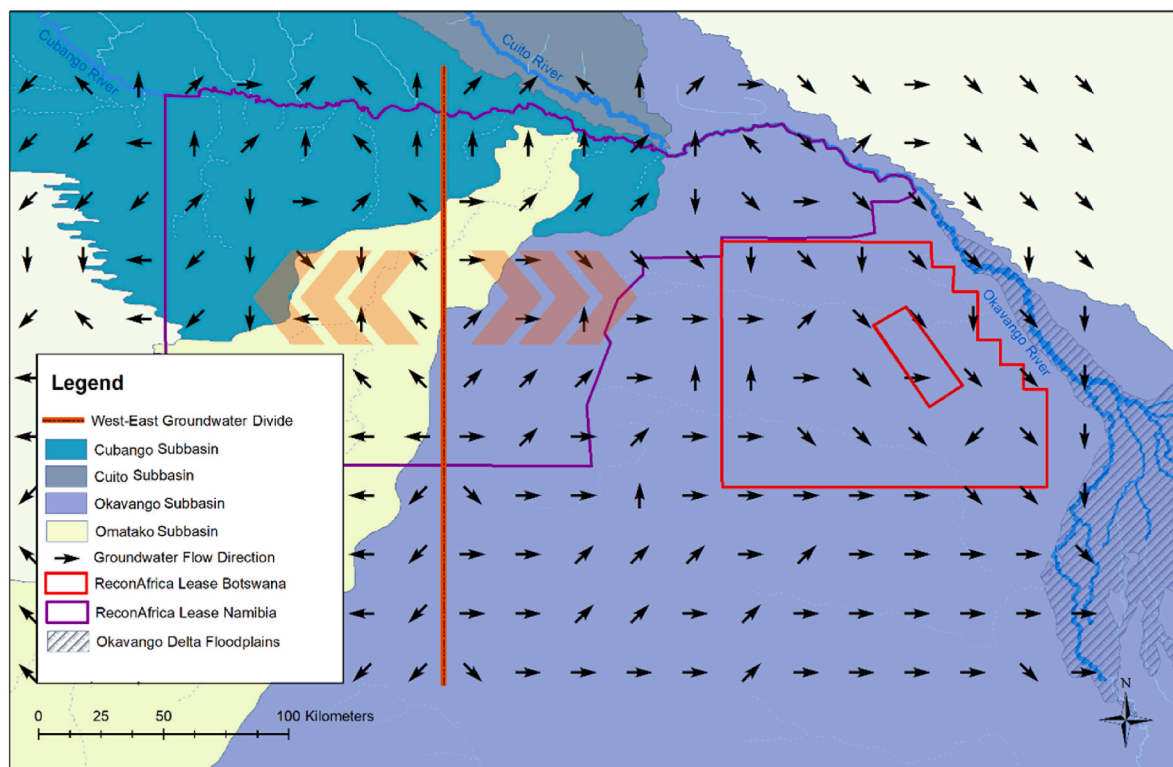 Cubango River
Cuito River
Okavango River
Legend
West-East Groundwater Divide
Cubango Subbasin
Cuito Subbasin
Okavango Subbasin
Omatako Subbasin
Groundwater Flow Direction
ReconAfrica Lease Botswana
ReconAfrica Lease Namibia
Okavango Delta Floodplains
0 25 50 100 Kilometers
N